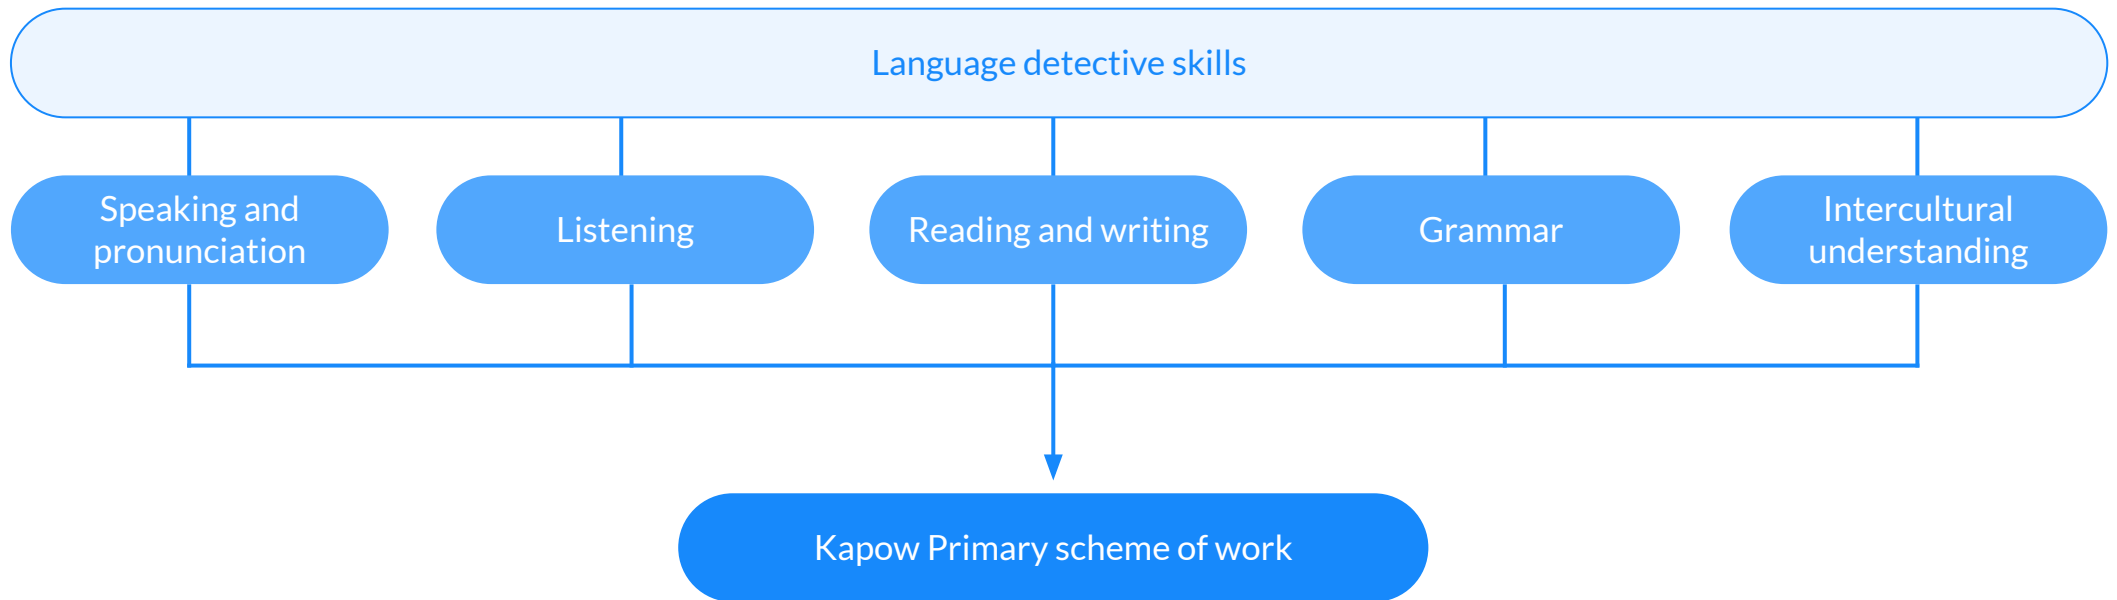 Language detective skills
Speaking and
pronunciation
Listening
Reading and writing
Grammar
Intercultural
understanding
Kapow Primary scheme of work